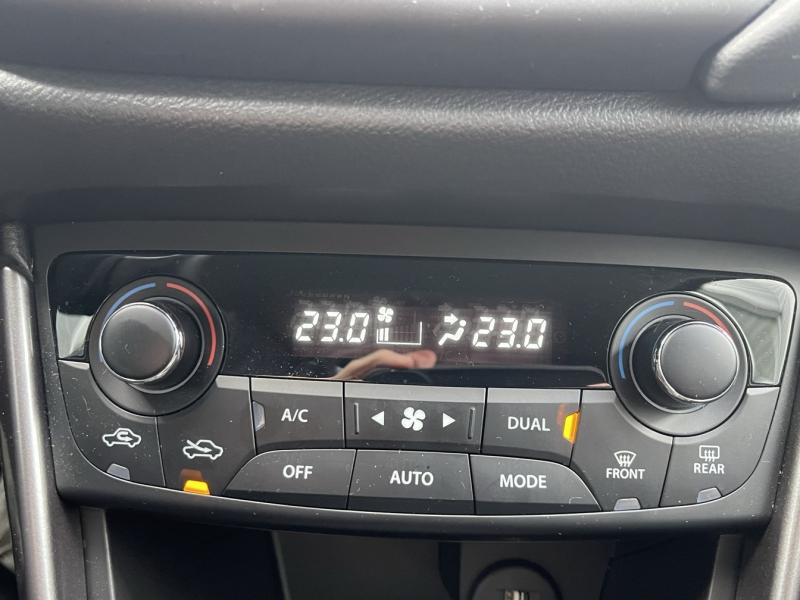 23.0 23.0
A/C DUAL
OFF AUTO MODE FRONT REAR